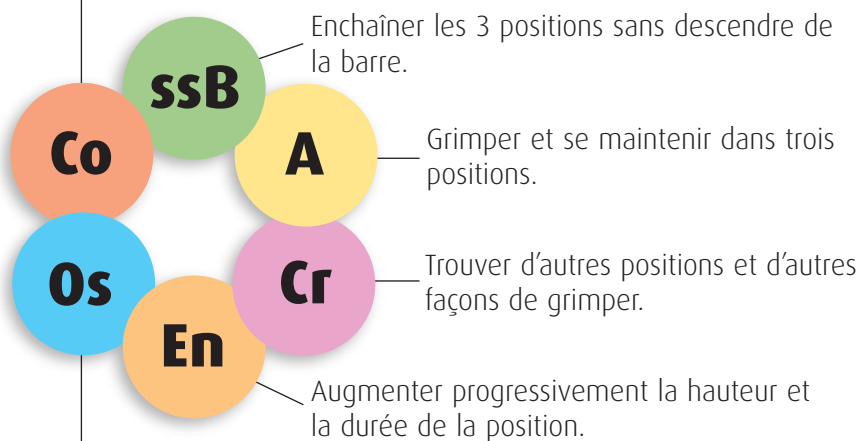 Enchaîner les 3 positions sans descendre de
la barre.
ssB
Co
A
Grimper et se maintenir dans trois
positions.
Os
Cr
Trouver d'autres positions et d'autres
façons de grimper.
En
Augmenter progressivement la hauteur et
la durée de la position.